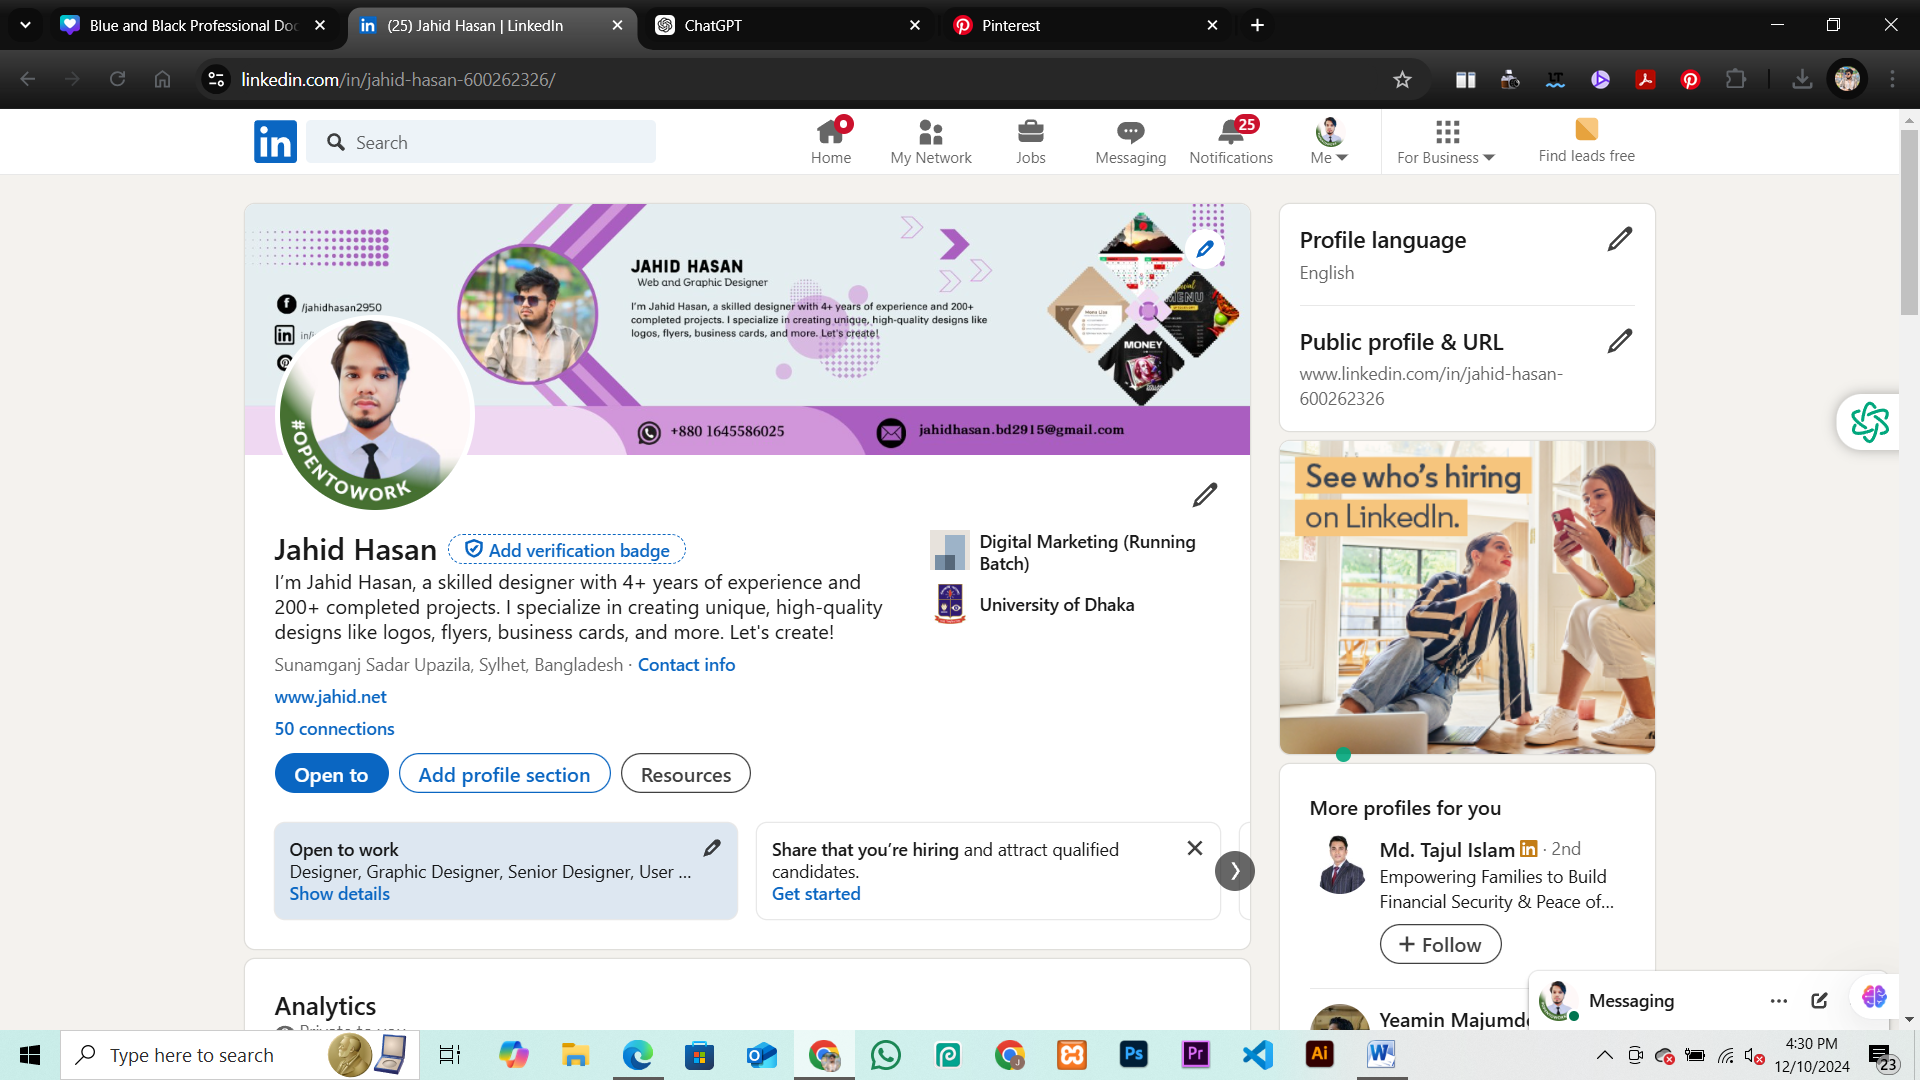 Blue and Black Professional Doc
(25) Jahid Hasan | LinkedIn
ChatGPT
Pinterest
linkedin.com/in/jahid-hasan-600262326/
in
Search
Home
My Network
Jobs
Messaging
25
Notifications
Me
For Business
Find leads free
JAHID HASAN
Web and Graphic Designer
I'm Jahid Hasan, a skilled designer with 4+ years of experience and 200+
completed projects. I specialize in creating unique, high-quality designs like
logos, flyers, business cards, and more. Let's create!
/jahidhasan2950
MENU
MONEY
+880 1645586025
jahidhasan.bd2915@gmail.com
#OPENTOWORK
Jahid Hasan
Add verification badge
I'm Jahid Hasan, a skilled designer with 4+ years of experience and
200+ completed projects. I specialize in creating unique, high-quality
designs like logos, flyers, business cards, and more. Let's create!
Sunamganj Sadar Upazila, Sylhet, Bangladesh · Contact info
www.jahid.net
50 connections
Digital Marketing (Running
Batch)
University of Dhaka
Open to
Add profile section
Resources
Open to work
Designer, Graphic Designer, Senior Designer, User ...
Show details
Share that you're hiring and attract qualified
candidates.
Get started
Analytics
Private to you
Profile language
English
Public profile & URL
www.linkedin.com/in/jahid-hasan-
600262326
See who's hiring
on LinkedIn.
More profiles for you
Md. Tajul Islam in · 2nd
Empowering Families to Build
Financial Security & Peace of...
+ Follow
Yeamin Majumd
Messaging
Type here to search
Ps
Pr
Ai
W
4:30 PM
12/10/2024
23